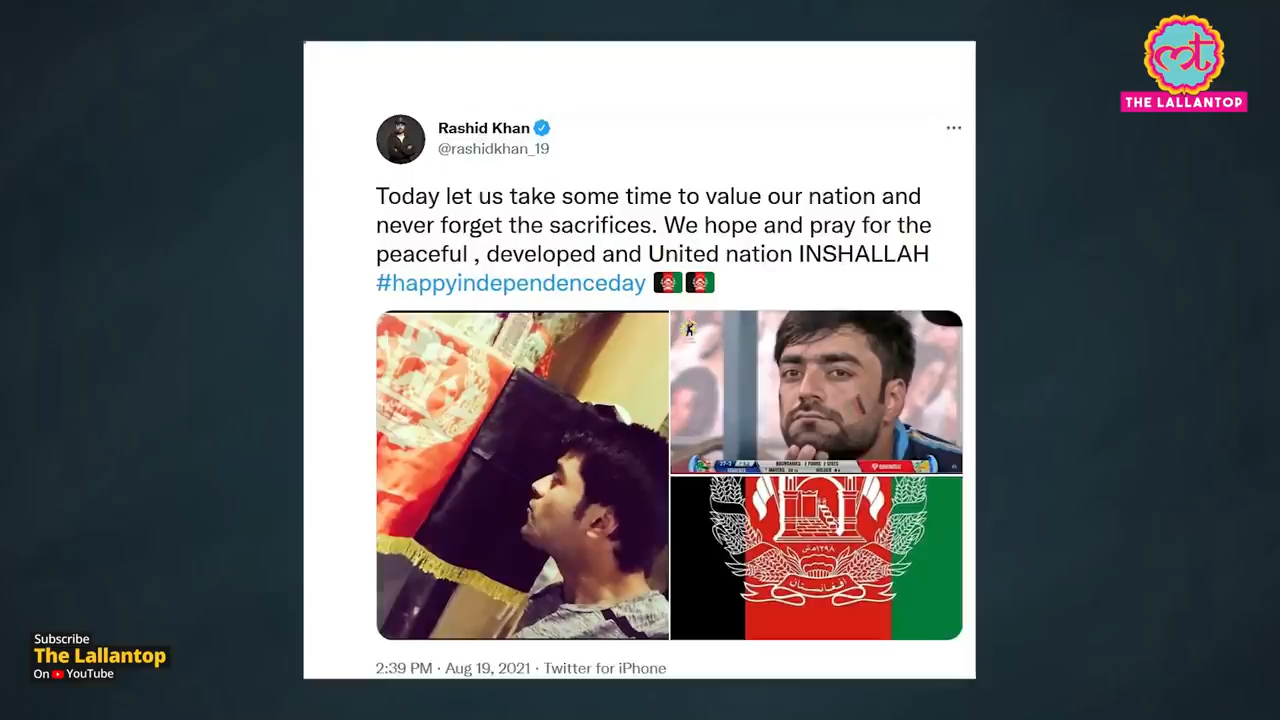 THE LALLANTOP
Rashid Khan
@rashidkhan_19
Today let us take some time to value our nation and
never forget the sacrifices. We hope and pray for the
peaceful , developed and United nation INSHALLAH
#happyindependenceday
افغانستان
2:39 PM · Aug 19, 2021 · Twitter for iPhone
Subscribe
The Lallantop
On YouTube